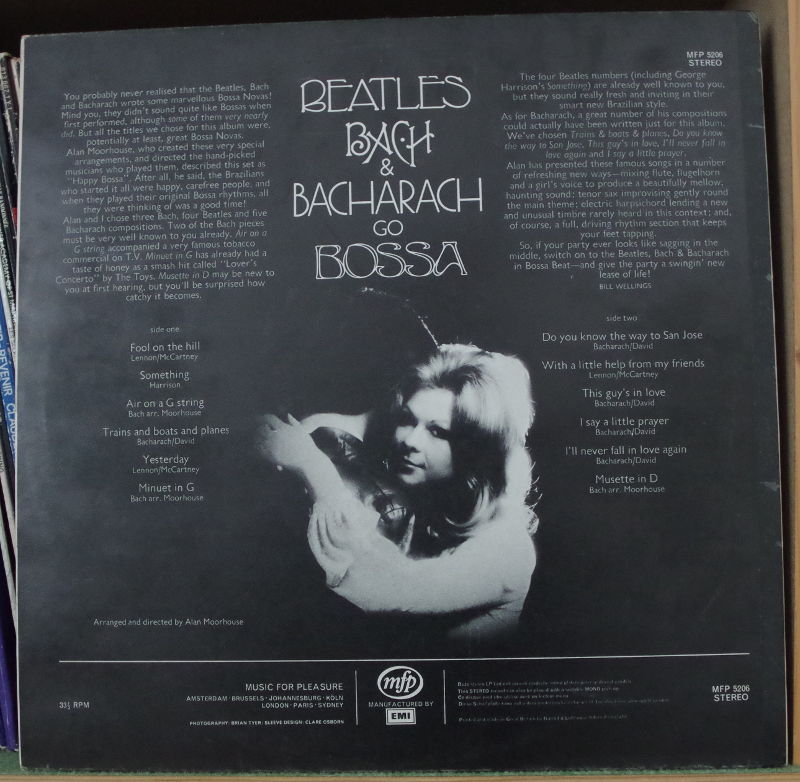 MFP 5206
STEREO
BEATLES
BACH
&
BACHARACH
GO
BOSSA
You probably never realised that the Beatles, Bach
and Bacharach wrote some marvellous Bossa Novas!
Mind you, they didn't sound quite like Bossas when
first performed, although some of them very nearly
did. But all the titles we chose for this album, were,
potentially at least, great Bossa Novas.
Alan Moorhouse, who created these very special
arrangements, and directed the hand-picked
musicians who played them, described this set as
"Happy Bossa". After all, he said, the Brazilians
who started it all were happy, carefree people, and
when they played their original Bossa rhythms, all
they were thinking of was a good time!
Alan and I chose three Bach, four Beatles and five
Bacharach compositions. Two of the Bach pieces
must be very well known to you already, Air on a
G string accompanied a very famous tobacco
commercial on T.V. Minuet in G has already had a
taste of honey as a smash hit called "Lover's
Concerto" by The Toys. Musette in D may be new to
you at first hearing, but you'll be surprised how
catchy it becomes.
The four Beatles numbers (including George
Harrison's Something) are already well known to you,
but they sound really fresh and inviting in their
smart new Brazilian style.
As for Bacharach, a great number of his compositions
could actually have been written just for this album.
We've chosen Trains & boats & planes, Do you know
the way to San Jose, This guy's in love, I'll never fall in
love again and I say a little prayer.
Alan has presented these famous songs in a number
of refreshing new ways—mixing flute, flugelhorn
and a girl's voice to produce a beautifully mellow,
haunting sound; tenor sax improvising gently round
the main theme; electric harpsichord lending a new
and unusual timbre rarely heard in this context; and,
of course, a full, driving rhythm section that keeps
your feet tapping.
So, if your party ever looks like sagging in the
middle, switch on to the Beatles, Bach & Bacharach
in Bossa Beat—and give the party a swingin' new
lease of life!
BILL WELLINGS
side one
Fool on the hill
Lennon/McCartney
Something
Harrison
Air on a G string
Bach arr. Moorhouse
Trains and boats and planes
Bacharach/David
Yesterday
Lennon/McCartney
Minuet in G
Bach arr. Moorhouse
side two
Do you know the way to San Jose
Bacharach/David
With a little help from my friends
Lennon/McCartney
This guy's in love
Bacharach/David
I say a little prayer
Bacharach/David
I'll never fall in love again
Bacharach/David
Musette in D
Bach arr. Moorhouse
Arranged and directed by Alan Moorhouse
33⅓ RPM
MUSIC FOR PLEASURE
AMSTERDAM · BRUSSELS · JOHANNESBURG · KÖLN
LONDON · PARIS · SYDNEY
PHOTOGRAPHY: BRIAN TYER: SLEEVE DESIGN: CLARE OSBORN
mfp
MANUFACTURED BY
EMI
This STEREO record can also be played with a suitable MONO pick-up
MFP 5206
STEREO